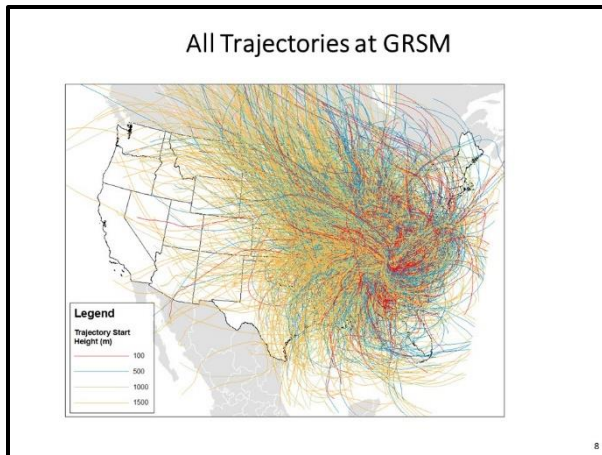 All Trajectories at GRSM
Legend
Trajectory Start
Height (m)
100
500
1000
1500
8